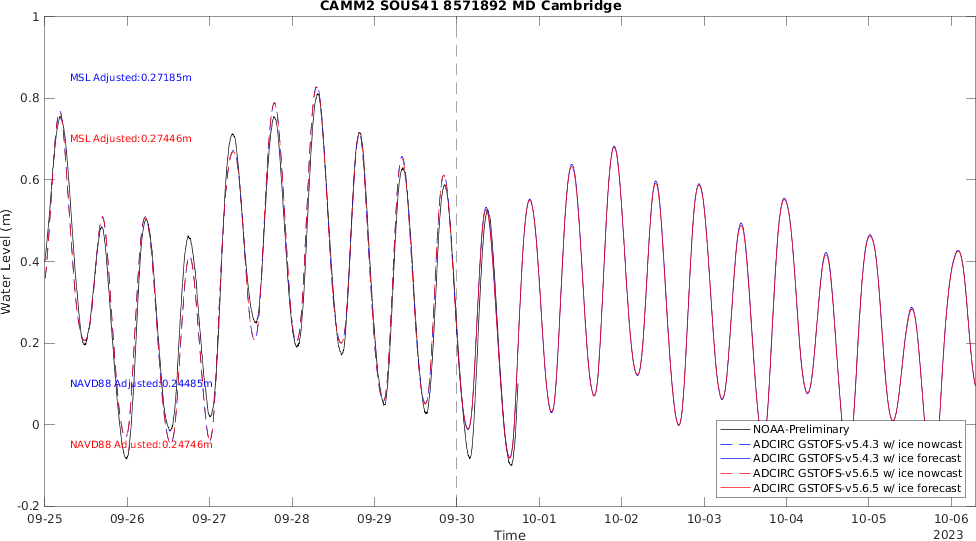 CAMM2 SOUS41 8571892 MD Cambridge
1
0.8
0.6
0.4
0.2
0
-0.2
Water Level (m)
MSL Adjusted:0.27185m
MSL Adjusted:0.27446m
NAVD88 Adjusted:0.24485m
NAVD88 Adjusted:0.24746m
NOAA-Preliminary
ADCIRC GSTOFS-v5.4.3 w/ ice nowcast
ADCIRC GSTOFS-v5.4.3 w/ ice forecast
ADCIRC GSTOFS-v5.6.5 w/ ice nowcast
ADCIRC GSTOFS-v5.6.5 w/ ice forecast
09-25 09-26 09-27 09-28 09-29 09-30 10-01 10-02 10-03 10-04 10-05 10-06
Time
2023